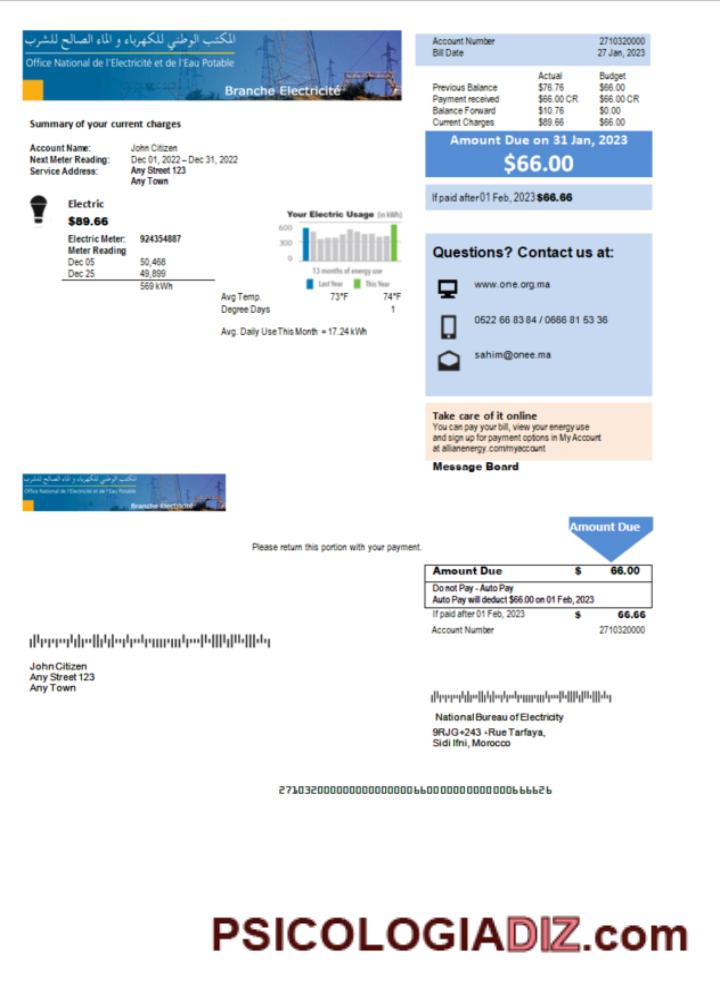 المكتب الوطني للكهرباء و الماء الصالح للشرب
Office National de l'Electricité et de l'Eau Potable
Branche Electricité
Account Number 2710320000
Bill Date 27 Jan, 2023
Actual Budget
Previous Balance $76.76 $66.00
Payment received $66.00 CR $66.00 CR
Balance Forward $10.76 $0.00
Current Charges $89.66 $66.00
Amount Due on 31 Jan, 2023
$66.00
If paid after 01 Feb, 2023 $66.66
Summary of your current charges
Account Name: John Citizen
Next Meter Reading: Dec 01, 2022 – Dec 31, 2022
Service Address: Any Street 123
Any Town
Electric
$89.66
Electric Meter: 924354887
Meter Reading
Dec 05 50,468
Dec 25 49,899
569 kWh
Your Electric Usage (in kWh)
600
300
0
13 months of energy use
Last Year This Year
Avg Temp. 73°F 74°F
Degree Days 1
Avg. Daily Use This Month = 17.24 kWh
Questions? Contact us at:
www.one.org.ma
0522 66 83 84 / 0666 81 53 36
sahim@onee.ma
Take care of it online
You can pay your bill, view your energy use
and sign up for payment options in My Account
at allianenergy.com/myaccount
Message Board
المكتب الوطني للكهرباء و الماء الصالح للشرب
Office National de l'Electricité et de l'Eau Potable
Branche Electricité
Please return this portion with your payment.
Amount Due
Amount Due $ 66.00
Do not Pay - Auto Pay
Auto Pay will deduct $66.00 on 01 Feb, 2023
If paid after 01 Feb, 2023 $ 66.66
Account Number 2710320000
John Citizen
Any Street 123
Any Town
National Bureau of Electricity
9RJG+243 -Rue Tarfaya,
Sidi Ifni, Morocco
PSICOLOGIADIZ.com